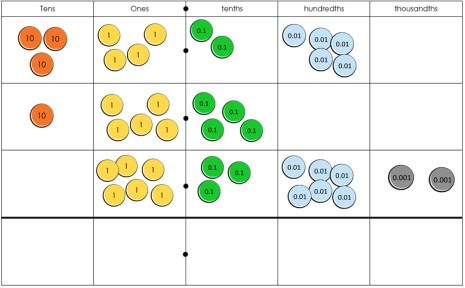 Tens Ones tenths hundredths thousandths
10 10 1 1 0.1 0.01 0.01 0.01
10 1 1 0.1 0.01 0.01
10 1 1 0.1 0.1
1 1 1 0.1 0.1
1 1 1 0.1 0.1 0.01 0.01 0.01 0.001 0.001
1 1 1 0.1 0.01 0.01 0.01